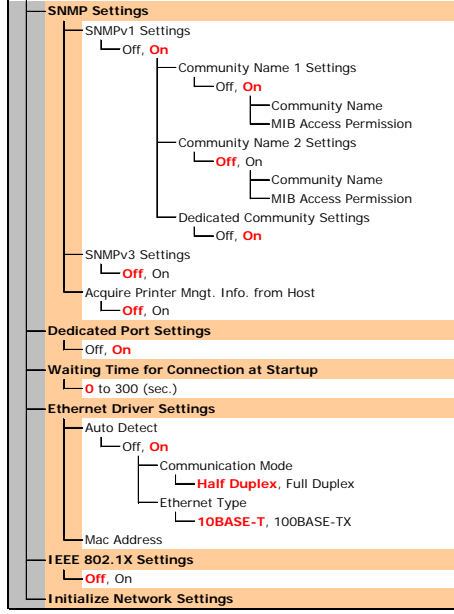 SNMP Settings
SNMPv1 Settings
Off, On
Community Name 1 Settings
Off, On
Community Name
MIB Access Permission
Community Name 2 Settings
Off, On
Community Name
MIB Access Permission
Dedicated Community Settings
Off, On
SNMPv3 Settings
Off, On
Acquire Printer Mngt. Info. from Host
Off, On
Dedicated Port Settings
Off, On
Waiting Time for Connection at Startup
0 to 300 (sec.)
Ethernet Driver Settings
Auto Detect
Off, On
Communication Mode
Half Duplex, Full Duplex
Ethernet Type
10BASE-T, 100BASE-TX
Mac Address
IEEE 802.1X Settings
Off, On
Initialize Network Settings